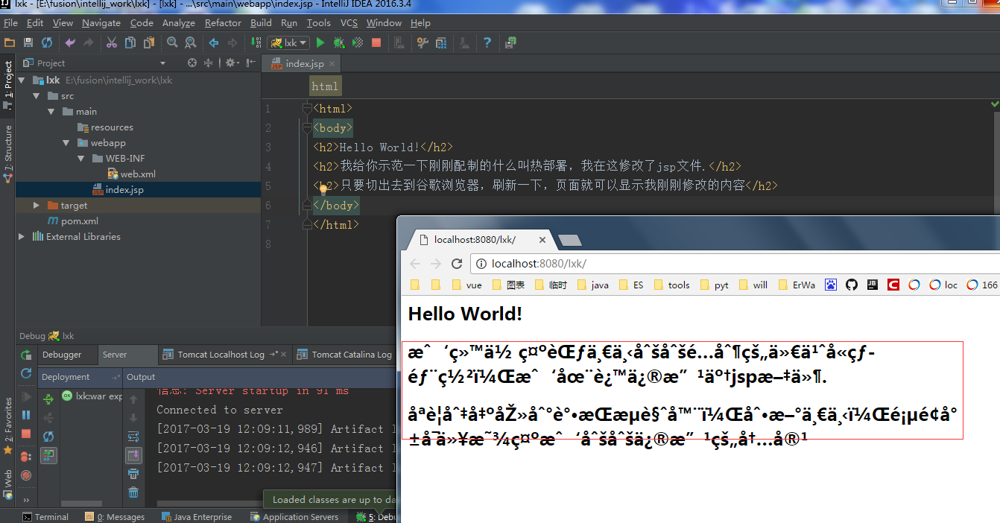 lxk - [E:\fusion\intellij_work\lxk] - [lxk] - ...\src\main\webapp\index.jsp - IntelliJ IDEA 2016.3.4
File Edit View Navigate Code Analyze Refactor Build Run Tools VCS Window Help
lxk
Project
index.jsp
1: Project
7: Structure
2: Favorites
Web
lxk E:\fusion\intellij_work\lxk
src
main
resources
webapp
WEB-INF
web.xml
index.jsp
target
pom.xml
External Libraries
html
1 <html>
2 <body>
3 <h2>Hello World!</h2>
4 <h2>我给你示范一下刚刚配制的什么叫热部署，我在这修改了jsp文件.</h2>
5 <h2>只要切出去到谷歌浏览器，刷新一下，页面就可以显示我刚刚修改的内容</h2>
6 </body>
7 </html>
8
localhost:8080/lxk/
localhost:8080/lxk/
vue 图表 临时 java ES tools pyt will ErWa JB C loc 166
Hello World!
æˆ‘ç»™ä½ ç¤ºèŒƒä¸€ä¸‹åˆšåˆšé…åˆ¶çš„ä»€ä¹ˆå«çƒ­
éƒ¨ç½²ï¼Œæˆ‘åœ¨è¿™ä¿®æ”¹äº†jspæ–‡ä»¶.
åªè¦åˆ‡å‡ºåŽ»åˆ°è°·æŒæµè§ˆå™¨ï¼Œåˆ·æ–°ä¸€ä¸‹ï¼Œé¡µé¢å°
±å¯ä»¥æ˜¾ç¤ºæˆ‘åˆšåˆšä¿®æ”¹çš„å†…å®¹
Debug lxk
Debugger Server Tomcat Localhost Log Tomcat Catalina Log
Deployment Output
OK lxk:war exp
信息: Server startup in 91 ms
Connected to server
[2017-03-19 12:09:11,989] Artifact l
[2017-03-19 12:09:12,946] Artifact l
[2017-03-19 12:09:12,947] Artifact l
Loaded classes are up to da
Terminal 0: Messages Java Enterprise Application Servers 5: Debu